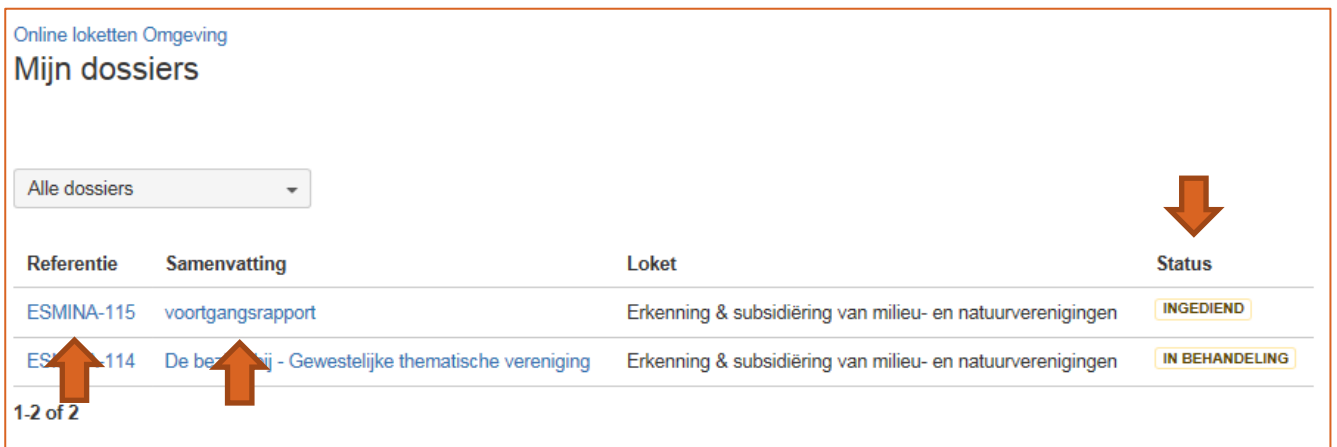 Online loketten Omgeving
Mijn dossiers
Alle dossiers
Referentie Samenvatting Loket Status
ESMINA-115 voortgangsrapport Erkenning & subsidiëring van milieu- en natuurverenigingen INGEDIEND
De - Gewestelijke thematische vereniging Erkenning & subsidiëring van milieu- en natuurverenigingen IN BEHANDELING
1-2 of 2